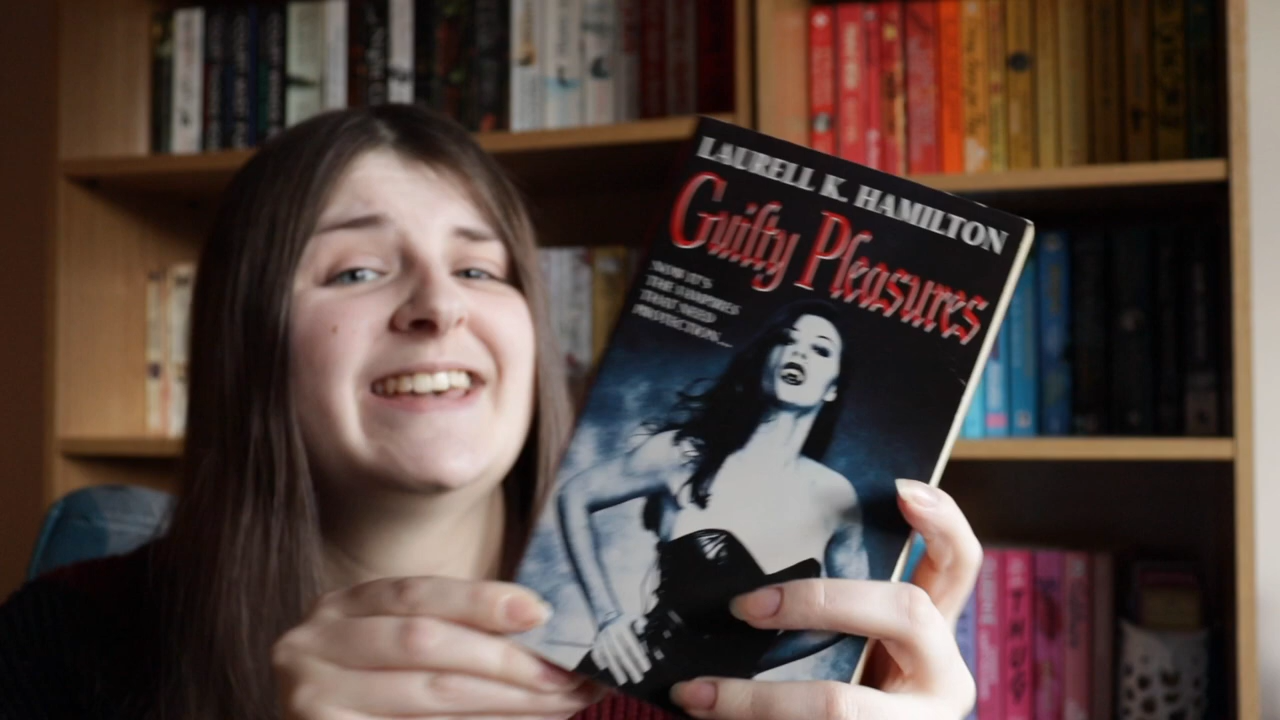 LAURELL K. HAMILTON
Guilty Pleasures
NOW IT'S
THE VAMPIRES
THAT NEED
PROTECTION...